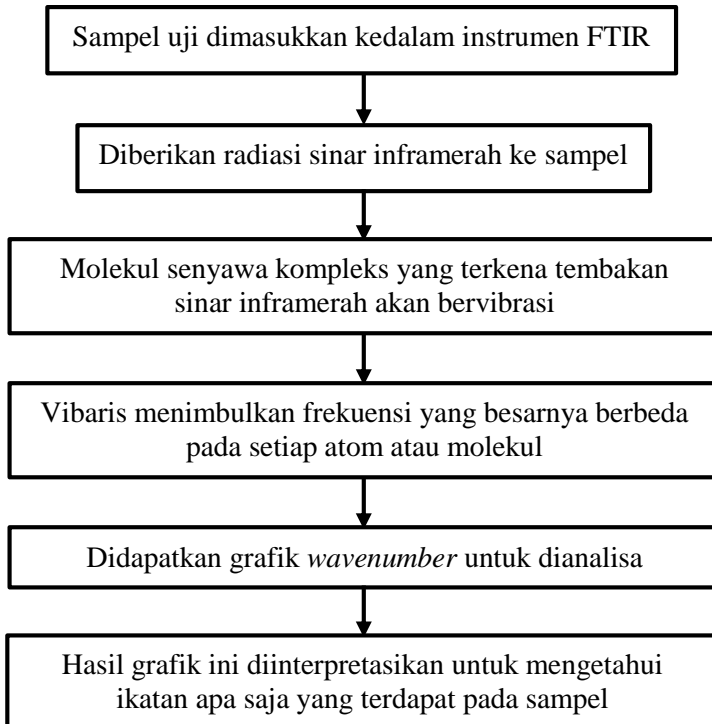 Sampel uji dimasukkan kedalam instrumen FTIR
Diberikan radiasi sinar inframerah ke sampel
Molekul senyawa kompleks yang terkena tembakan
sinar inframerah akan bervibrasi
Vibaris menimbulkan frekuensi yang besarnya berbeda
pada setiap atom atau molekul
Didapatkan grafik wavenumber untuk dianalisa
Hasil grafik ini diinterpretasikan untuk mengetahui
ikatan apa saja yang terdapat pada sampel